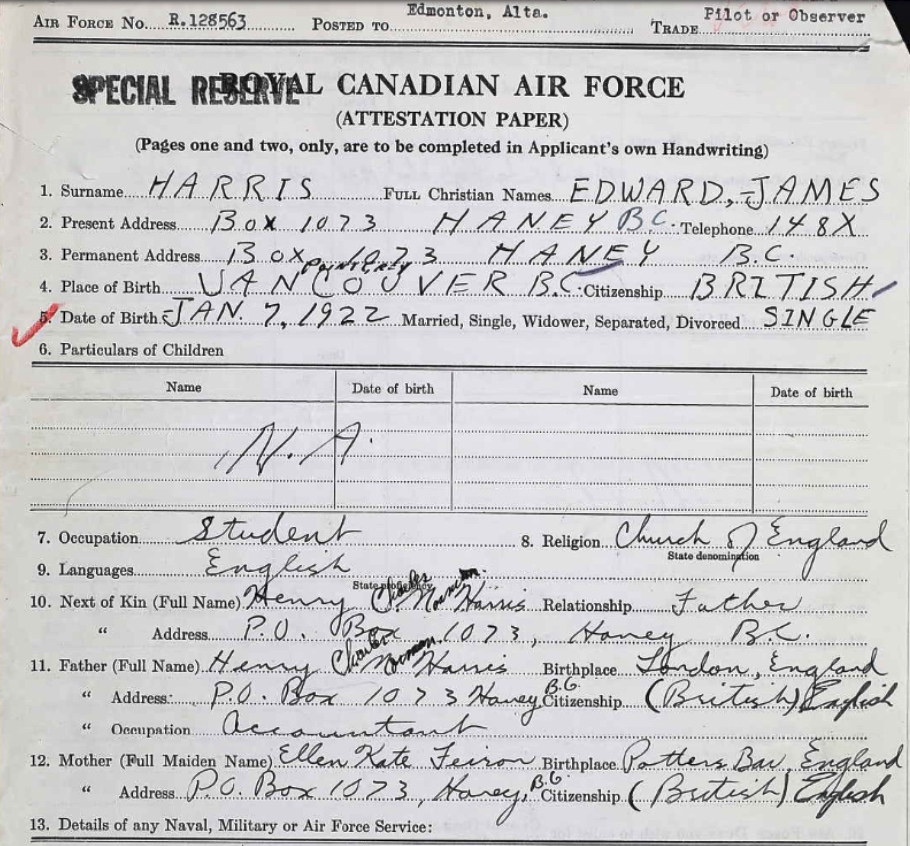 AIR FORCE No. R.128563 POSTED TO Edmonton, Alta. TRADE Pilot or Observer
SPECIAL RESERVE ROYAL CANADIAN AIR FORCE
(ATTESTATION PAPER)
(Pages one and two, only, are to be completed in Applicant's own Handwriting)
1. Surname HARRIS FULL Christian Names EDWARD, JAMES
2. Present Address BOX 1073 HANEY B.C. Telephone 148X
3. Permanent Address BOX 1073 HANEY B.C.
Point Grey
4. Place of Birth VANCOUVER B.C. Citizenship BRITISH
5. Date of Birth JAN. 7, 1922 Married, Single, Widower, Separated, Divorced SINGLE
6. Particulars of Children
Name Date of birth Name Date of birth
N.A.
7. Occupation Student 8. Religion Church of England
State denomination
9. Languages English
State proficiency
10. Next of Kin (Full Name) Henry Charles Norman Harris Relationship Father
" Address P.O. Box 1073, Haney B.C.
11. Father (Full Name) Henry Charles Norman Harris Birthplace London, England
" Address: P.O. Box 1073 Haney B.C. Citizenship (British) English
" Occupation Accountant
12. Mother (Full Maiden Name) Ellen Kate Birthplace Potters Bar, England
" Address P.O. Box 1073, Haney, B.C. Citizenship (British) English
13. Details of any Naval, Military or Air Force Service: